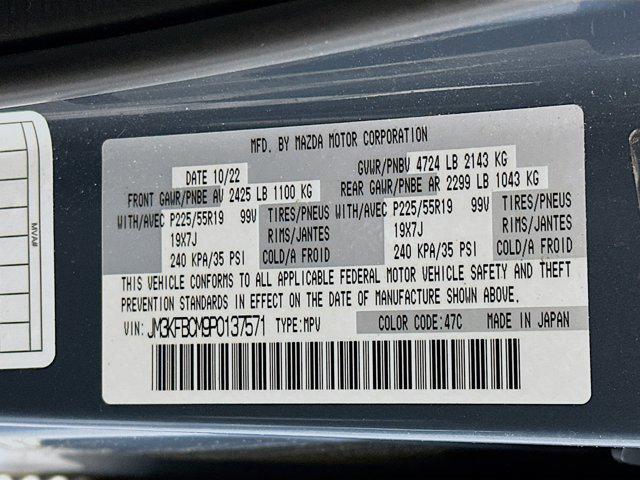 MFD. BY MAZDA MOTOR CORPORATION
DATE 10/22 GVWR/PNBV 4724 LB 2143 KG
FRONT GAWR/PNBE AV 2425 LB 1100 KG REAR GAWR/PNBE AR 2299 LB 1043 KG
WITH/AVEC P225/55R19 99V TIRES/PNEUS WITH/AVEC P225/55R19 99V TIRES/PNEUS
19X7J RIMS/JANTES 19X7J RIMS/JANTES
240 KPA/35 PSI COLD/A FROID 240 KPA/35 PSI COLD/A FROID
THIS VEHICLE CONFORMS TO ALL APPLICABLE FEDERAL MOTOR VEHICLE SAFETY AND THEFT
PREVENTION STANDARDS IN EFFECT ON THE DATE OF MANUFACTURE SHOWN ABOVE.
VIN: JM3KFBCM9P0137571 TYPE:MPV COLOR CODE:47C MADE IN JAPAN
MVA#